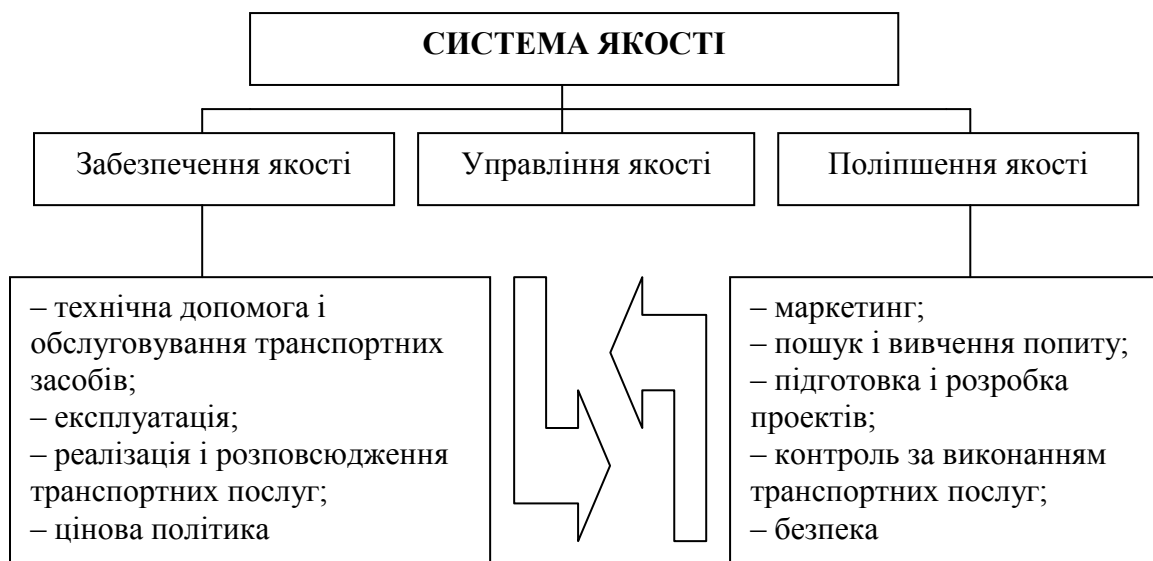 СИСТЕМА ЯКОСТІ
Забезпечення якості
Управління якості
Поліпшення якості
– технічна допомога і
обслуговування транспортних
засобів;
– експлуатація;
– реалізація і розповсюдження
транспортних послуг;
– цінова політика
– маркетинг;
– пошук і вивчення попиту;
– підготовка і розробка
проектів;
– контроль за виконанням
транспортних послуг;
– безпека